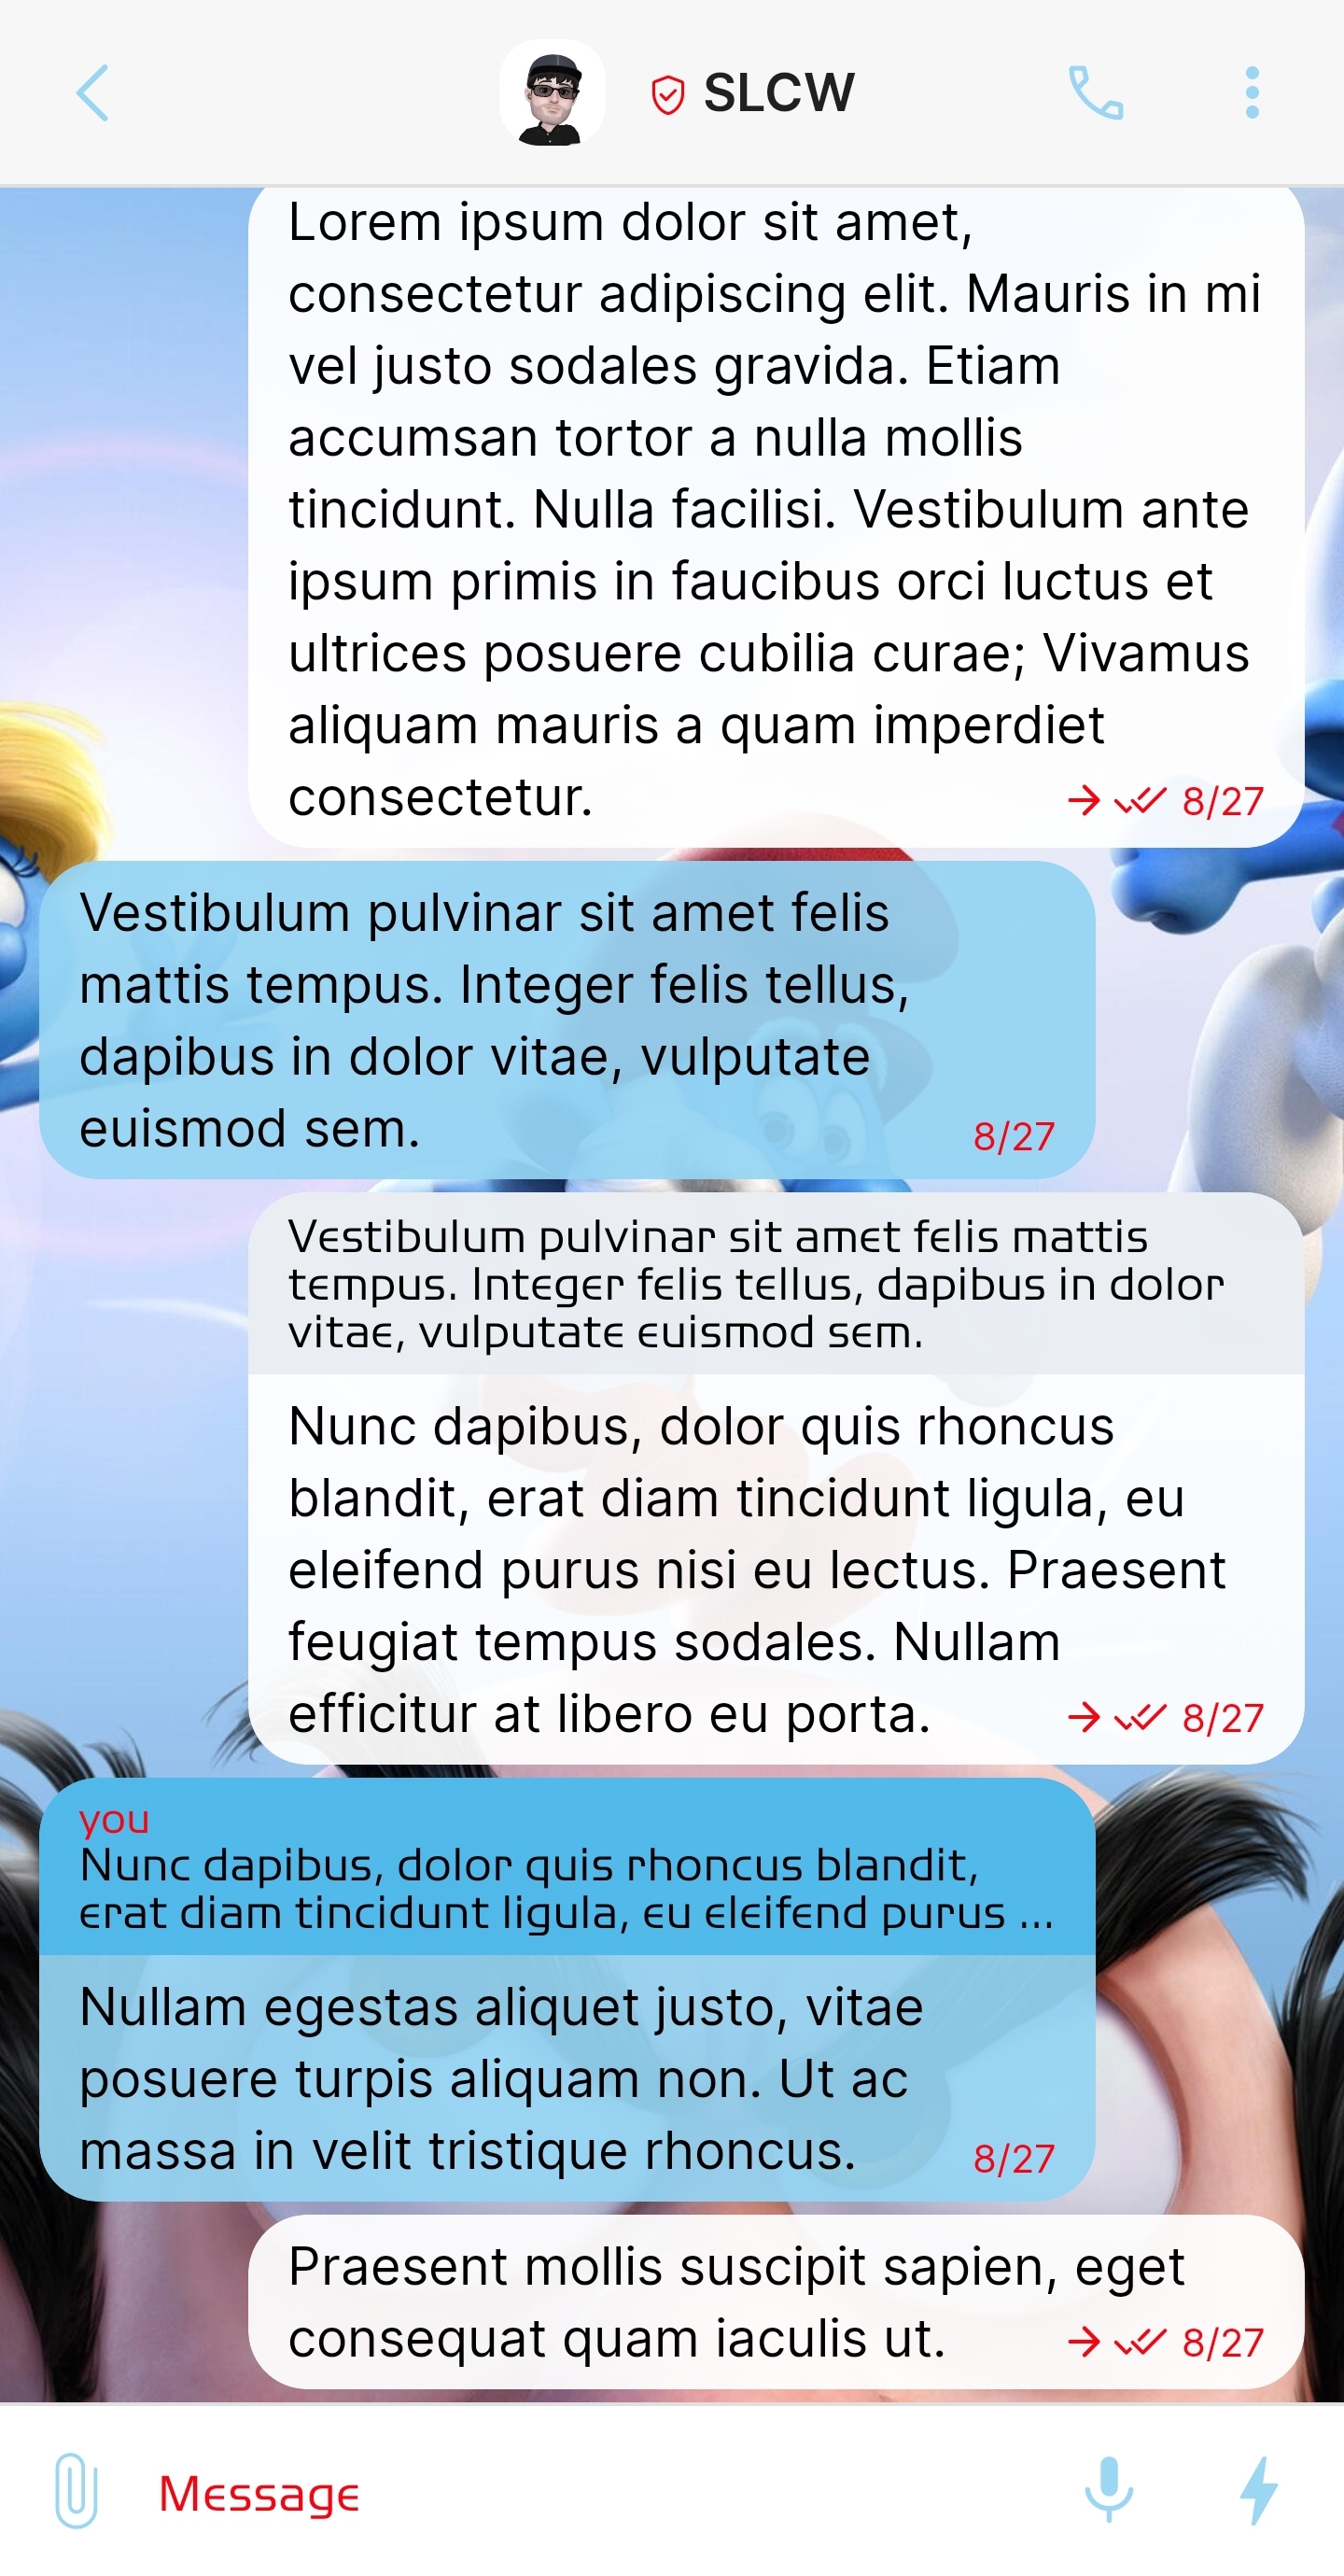 SLCW
Lorem ipsum dolor sit amet,
consectetur adipiscing elit. Mauris in mi
vel justo sodales gravida. Etiam
accumsan tortor a nulla mollis
tincidunt. Nulla facilisi. Vestibulum ante
ipsum primis in faucibus orci luctus et
ultrices posuere cubilia curae; Vivamus
aliquam mauris a quam imperdiet
consectetur. 8/27
Vestibulum pulvinar sit amet felis
mattis tempus. Integer felis tellus,
dapibus in dolor vitae, vulputate
euismod sem. 8/27
Vestibulum pulvinar sit amet felis mattis
tempus. Integer felis tellus, dapibus in dolor
vitae, vulputate euismod sem.
Nunc dapibus, dolor quis rhoncus
blandit, erat diam tincidunt ligula, eu
eleifend purus nisi eu lectus. Praesent
feugiat tempus sodales. Nullam
efficitur at libero eu porta. 8/27
you
Nunc dapibus, dolor quis rhoncus blandit,
erat diam tincidunt ligula, eu eleifend purus ...
Nullam egestas aliquet justo, vitae
posuere turpis aliquam non. Ut ac
massa in velit tristique rhoncus. 8/27
Praesent mollis suscipit sapien, eget
consequat quam iaculis ut. 8/27
Message